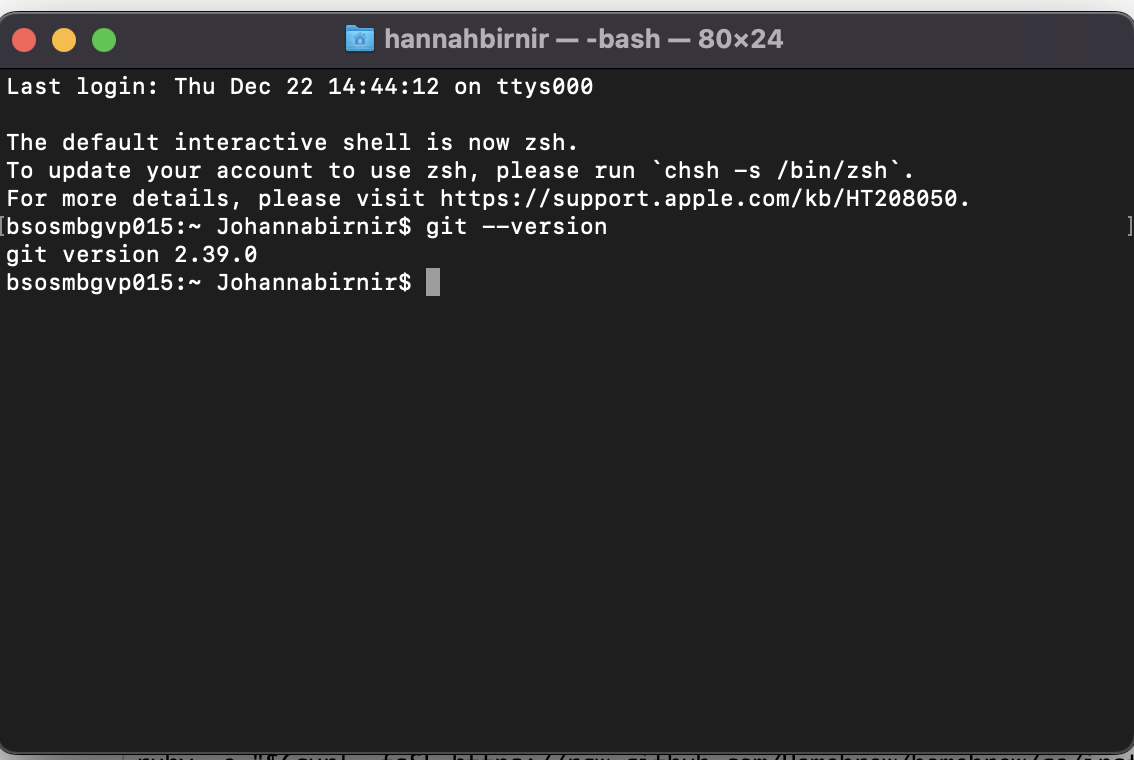 hannahbirnir — -bash — 80×24
Last login: Thu Dec 22 14:44:12 on ttys000
The default interactive shell is now zsh.
To update your account to use zsh, please run `chsh -s /bin/zsh`.
For more details, please visit https://support.apple.com/kb/HT208050.
[bsosmbgvp015:~ Johannabirnir$ git --version ]
git version 2.39.0
bsosmbgvp015:~ Johannabirnir$